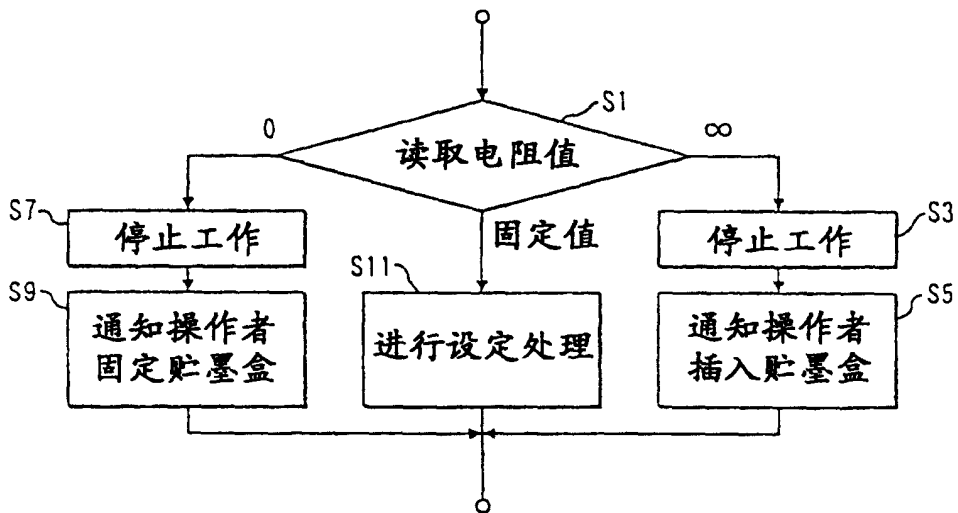 S1
读取电阻值
0
∞
固定值
S7
停止工作
S3
停止工作
S9
通知操作者
固定贮墨盒
S11
进行设定处理
S5
通知操作者
插入贮墨盒